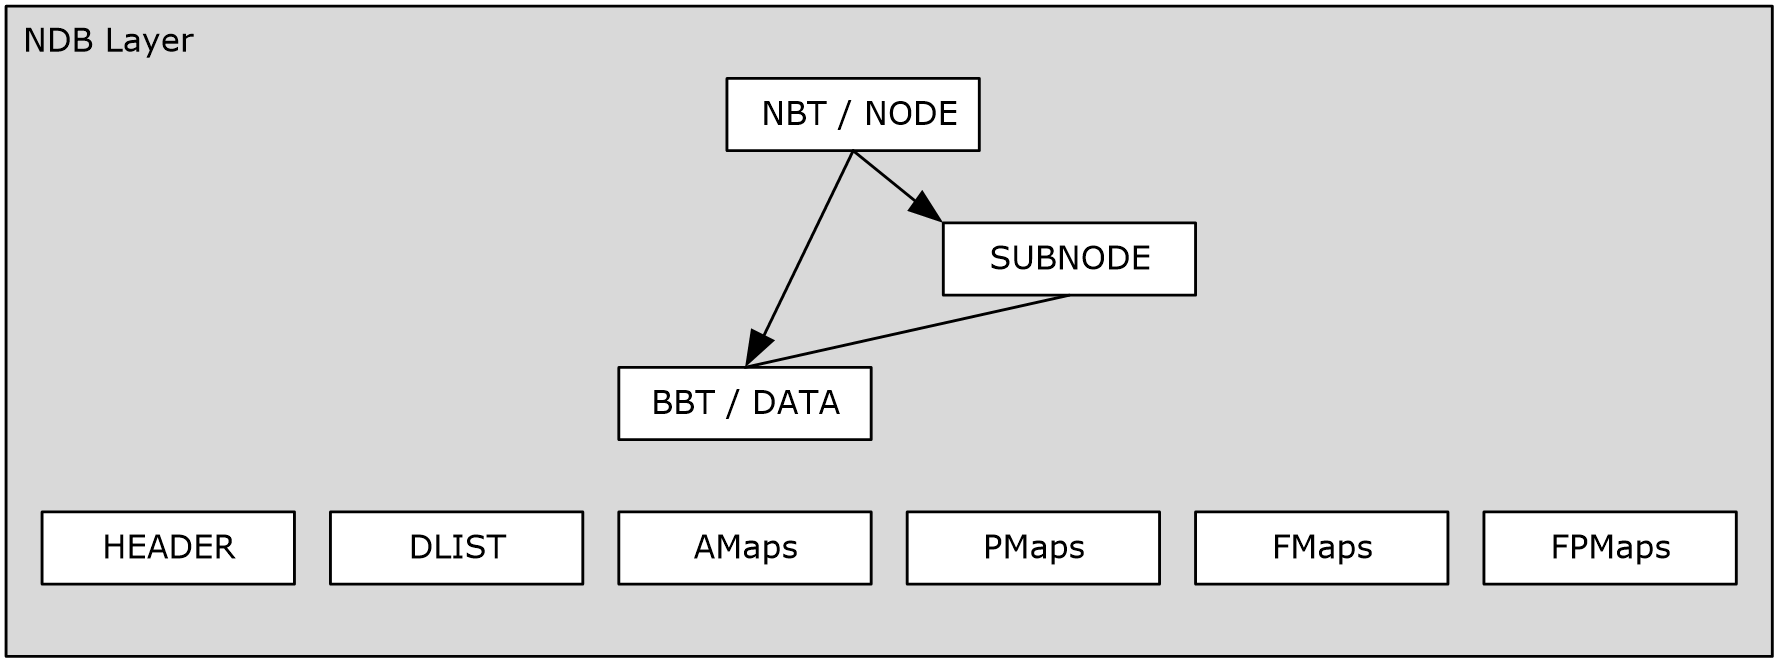 NDB Layer
NBT / NODE
SUBNODE
BBT / DATA
HEADER
DLIST
AMaps
PMaps
FMaps
FPMaps